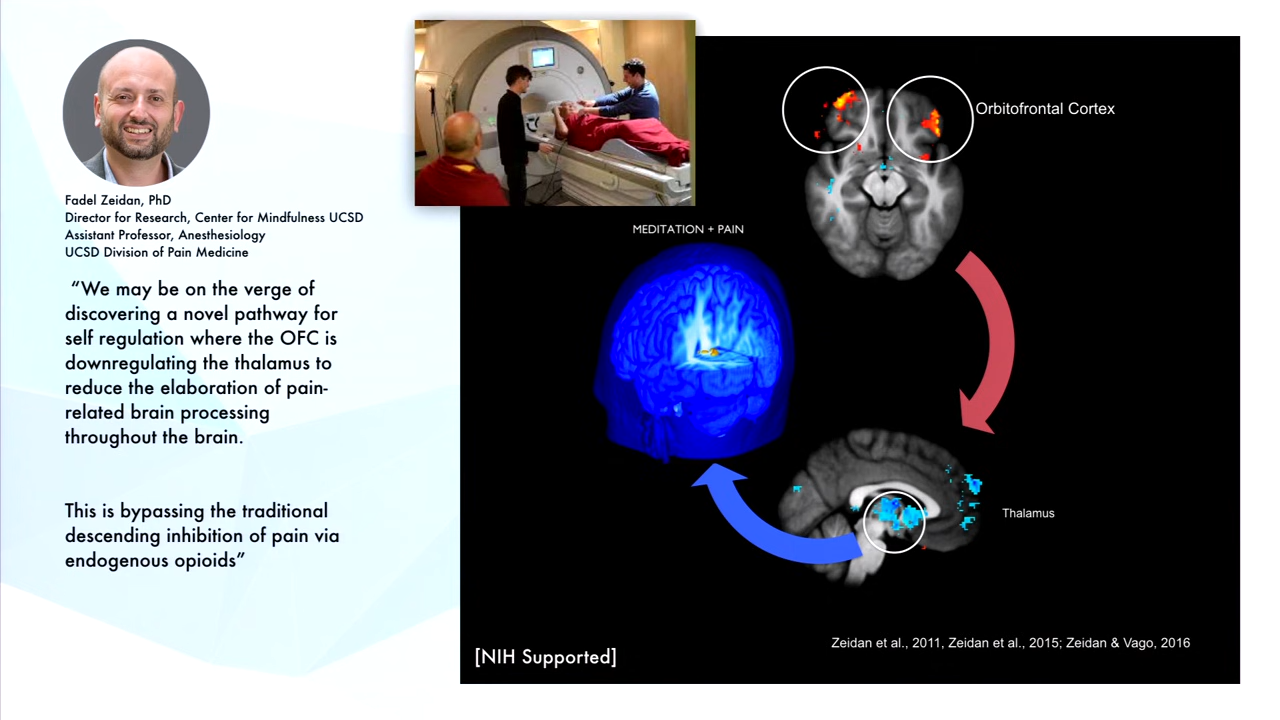 Fadel Zeidan, PhD
Director for Research, Center for Mindfulness UCSD
Assistant Professor, Anesthesiology
UCSD Division of Pain Medicine
“We may be on the verge of
discovering a novel pathway for
self regulation where the OFC is
downregulating the thalamus to
reduce the elaboration of pain-
related brain processing
throughout the brain.
This is bypassing the traditional
descending inhibition of pain via
endogenous opioids”
Orbitofrontal Cortex
MEDITATION + PAIN
Thalamus
Zeidan et al., 2011, Zeidan et al., 2015; Zeidan & Vago, 2016
[NIH Supported]